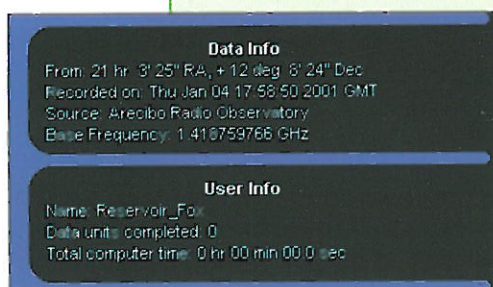 Data Info
From: 21 hr 3' 25" RA, + 12 deg 8' 24" Dec
Recorded on: Thu Jan 04 17:58:50 2001 GMT
Source: Arecibo Radio Observatory
Base Frequency: 1.418759766 GHz
User Info
Name: Reservoir_Fox
Data units completed: 0
Total computer time: 0 hr 00 min 00.0 sec